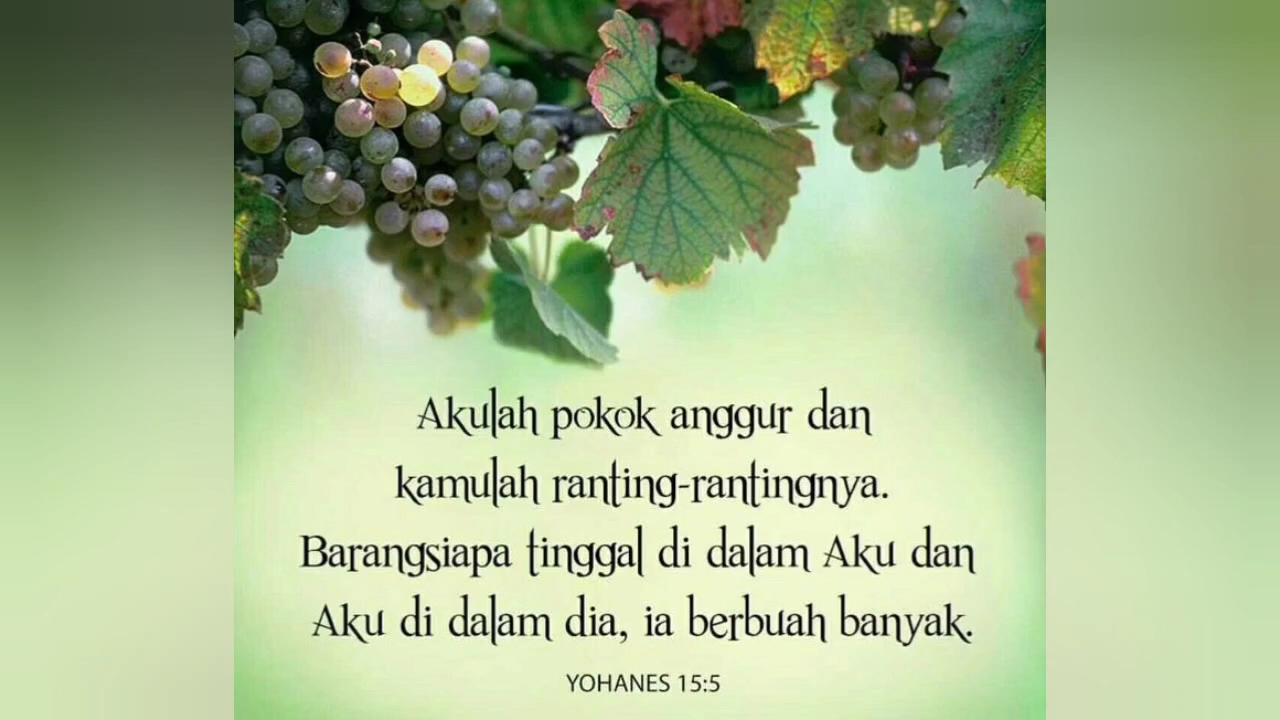 Akulah pokok anggur dan
kamulah ranting-rantingnya.
Barangsiapa tinggal di dalam Aku dan
Aku di dalam dia, ia berbuah banyak.
YOHANES 15:5